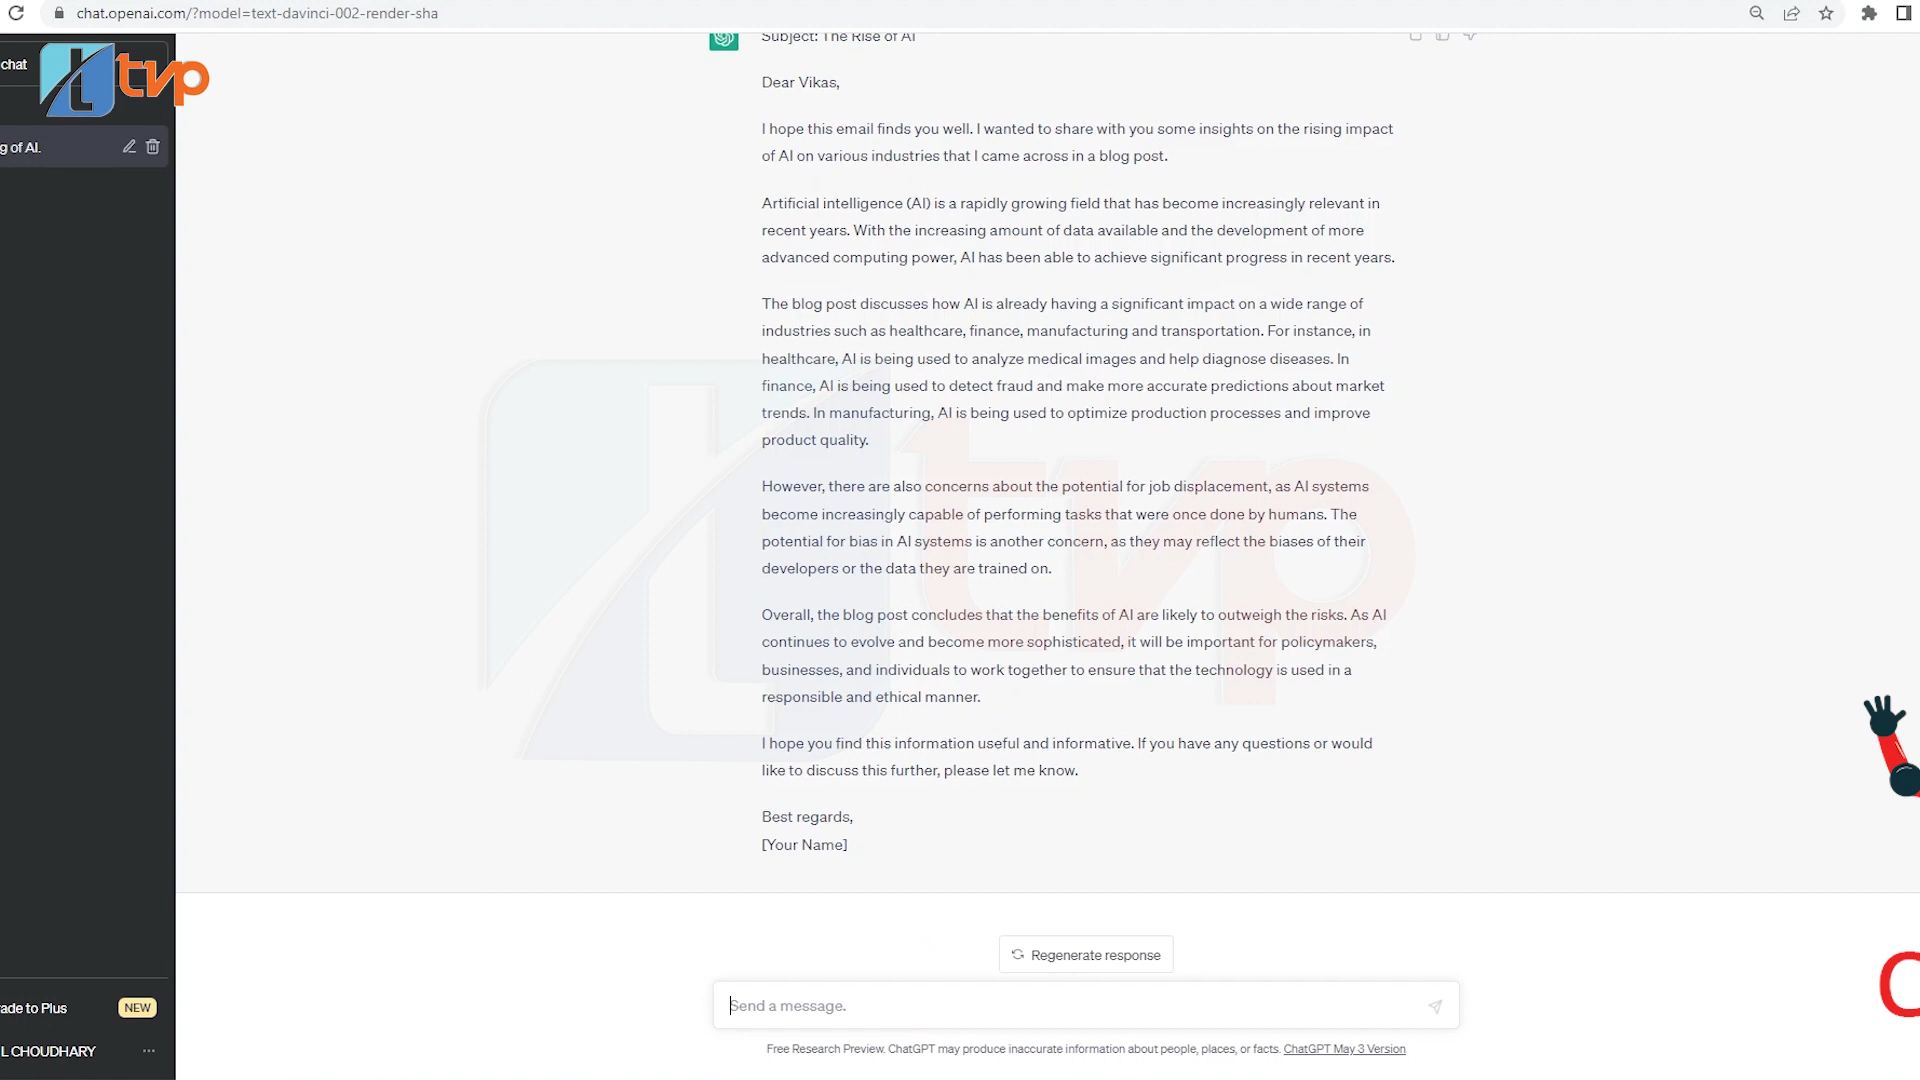 chat.openai.com/?model=text-davinci-002-render-sha
chat
tvp
g of AI.
Subject: The Rise of AI
Dear Vikas,
I hope this email finds you well. I wanted to share with you some insights on the rising impact
of AI on various industries that I came across in a blog post.
Artificial intelligence (AI) is a rapidly growing field that has become increasingly relevant in
recent years. With the increasing amount of data available and the development of more
advanced computing power, AI has been able to achieve significant progress in recent years.
The blog post discusses how AI is already having a significant impact on a wide range of
industries such as healthcare, finance, manufacturing and transportation. For instance, in
healthcare, AI is being used to analyze medical images and help diagnose diseases. In
finance, AI is being used to detect fraud and make more accurate predictions about market
trends. In manufacturing, AI is being used to optimize production processes and improve
product quality.
However, there are also concerns about the potential for job displacement, as AI systems
become increasingly capable of performing tasks that were once done by humans. The
potential for bias in AI systems is another concern, as they may reflect the biases of their
developers or the data they are trained on.
Overall, the blog post concludes that the benefits of AI are likely to outweigh the risks. As AI
continues to evolve and become more sophisticated, it will be important for policymakers,
businesses, and individuals to work together to ensure that the technology is used in a
responsible and ethical manner.
I hope you find this information useful and informative. If you have any questions or would
like to discuss this further, please let me know.
Best regards,
[Your Name]
tvp
Regenerate response
Send a message.
Free Research Preview. ChatGPT may produce inaccurate information about people, places, or facts. ChatGPT May 3 Version
ade to Plus NEW
L CHOUDHARY